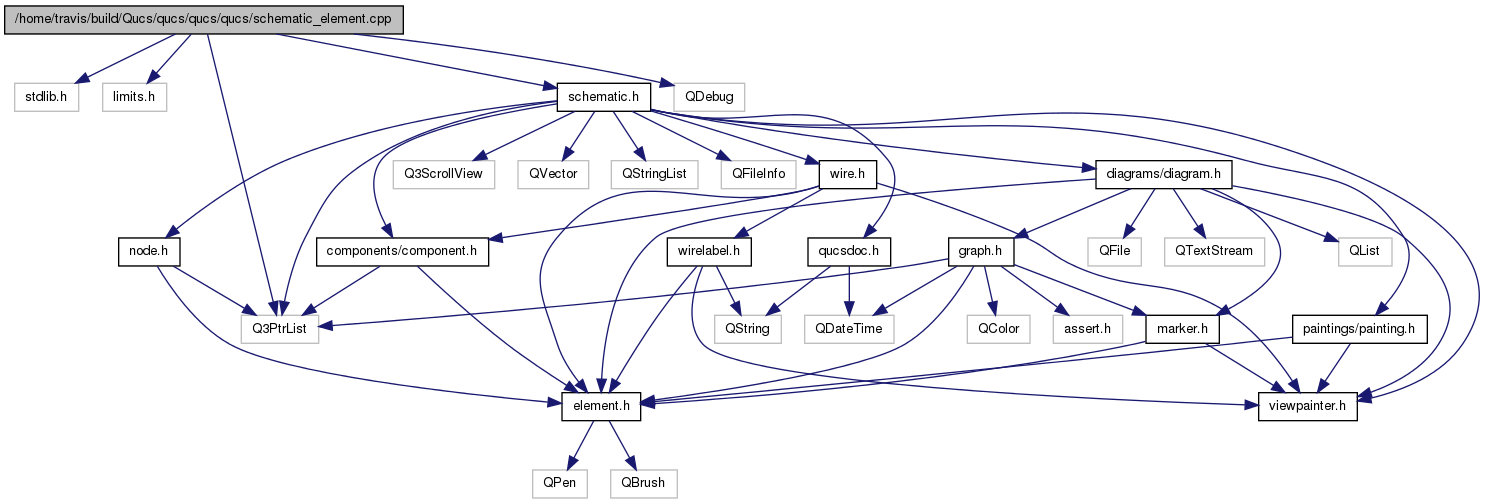 /home/travis/build/Qucs/qucs/qucs/qucs/schematic_element.cpp
stdlib.h
limits.h
schematic.h
QDebug
Q3ScrollView
QVector
QStringList
QFileInfo
wire.h
diagrams/diagram.h
node.h
components/component.h
wirelabel.h
qucsdoc.h
graph.h
QFile
QTextStream
QList
Q3PtrList
QString
QDateTime
QColor
assert.h
marker.h
paintings/painting.h
element.h
viewpainter.h
QPen
QBrush